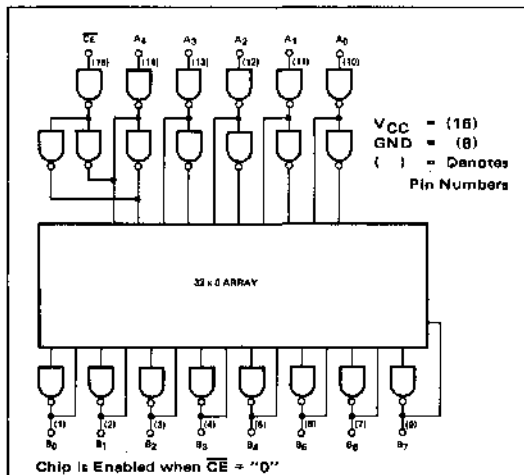 CE A4 A3 A2 A1 A0
(15) (14) (13) (12) (11) (10)
VCC = (16)
GND = (8)
( ) = Denotes
Pin Numbers
32 x 8 ARRAY
(1) (2) (3) (4) (5) (6) (7) (9)
B0 B1 B2 B3 B4 B5 B6 B7
Chip is Enabled when CE = "0"